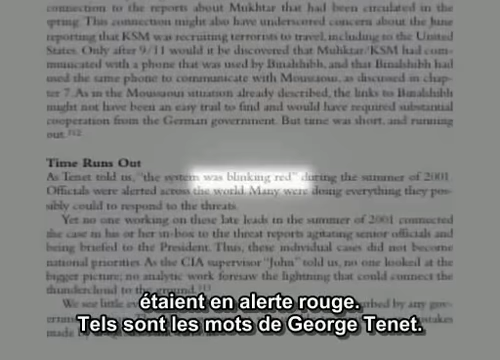 connection to the reports about Mukhtar that had been circulated in the
spring. This connection might also have underscored concern about the June
reporting that KSM was recruiting terrorists to travel, including to the United
States. Only after 9/11 would it be discovered that Muhktar/KSM had com-
municated with a phone that was used by Binalshibh, and that Binalshibh had
used the same phone to communicate with Moussaoui, as discussed in chap-
ter 7. As in the Moussaoui situation already described, the links to Binalshibh
might not have been an easy trail to find and would have required substantial
cooperation from the German government. But time was short, and running
out.112
Time Runs Out
As Tenet told us, "the system was blinking red" during the summer of 2001.
Officials were alerted across the world. Many were doing everything they pos-
sibly could to respond to the threats.
Yet no one working on these late leads in the summer of 2001 connected
the case in his or her in-box to the threat reports agitating senior officials and
being briefed to the President. Thus, these individual cases did not become
national priorities. As the CIA supervisor "John" told us, no one looked at the
bigger picture; no analytic work foresaw the lightning that could connect the
thundercloud to the ground.113
We see little by any gov-
étaient en alerte rouge.
Tels sont les mots de George Tenet.
made